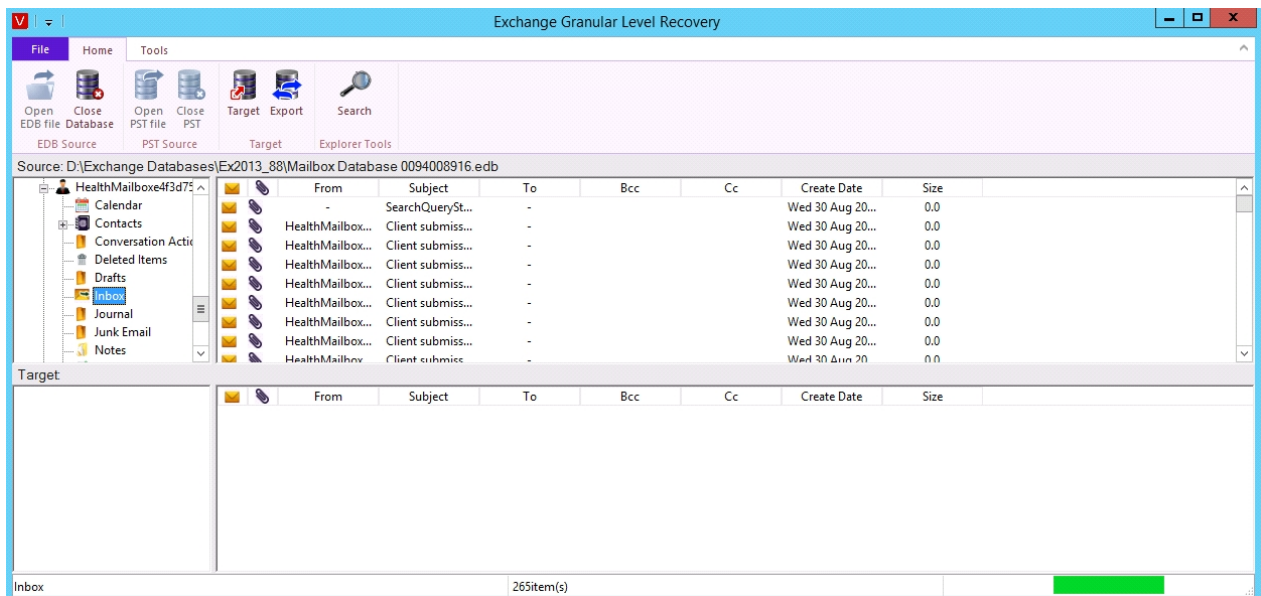 V Exchange Granular Level Recovery
File Home Tools
Open EDB file Close Database Open PST file Close PST Target Export Search
EDB Source PST Source Target Explorer Tools
Source: D:\Exchange Databases\Ex2013_88\Mailbox Database 0094008916.edb
HealthMailboxe4f3d75
Calendar
Contacts
Conversation Actic
Deleted Items
Drafts
Inbox
Journal
Junk Email
Notes
From Subject To Bcc Cc Create Date Size
- SearchQuerySt... - Wed 30 Aug 20... 0.0
HealthMailbox... Client submiss... - Wed 30 Aug 20... 0.0
HealthMailbox... Client submiss... - Wed 30 Aug 20... 0.0
HealthMailbox... Client submiss... - Wed 30 Aug 20... 0.0
HealthMailbox... Client submiss... - Wed 30 Aug 20... 0.0
HealthMailbox... Client submiss... - Wed 30 Aug 20... 0.0
HealthMailbox... Client submiss... - Wed 30 Aug 20... 0.0
HealthMailbox... Client submiss... - Wed 30 Aug 20... 0.0
HealthMailbox Client submiss Wed 30 Aug 20 0.0
Target:
From Subject To Bcc Cc Create Date Size
Inbox 265item(s)